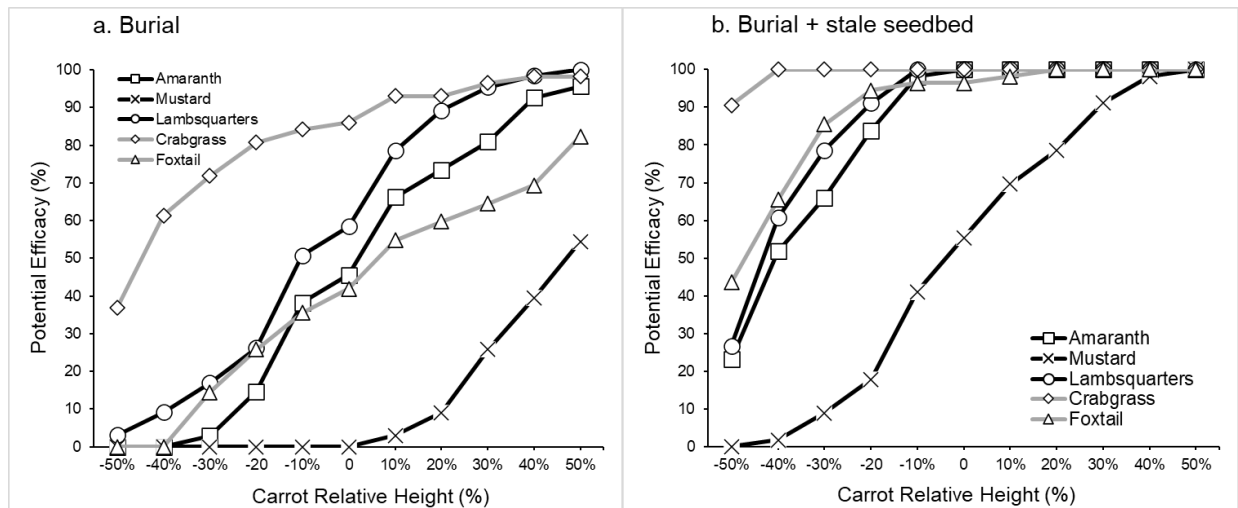 a. Burial
Potential Efficacy (%)
100
90
80
70
60
50
40
30
20
10
0
Amaranth
Mustard
Lambsquarters
Crabgrass
Foxtail
-50% -40% -30% -20 -10% 0 10% 20% 30% 40% 50%
Carrot Relative Height (%)
b. Burial + stale seedbed
Potential Efficacy (%)
100
90
80
70
60
50
40
30
20
10
0
Amaranth
Mustard
Lambsquarters
Crabgrass
Foxtail
-50% -40% -30% -20 -10% 0 10% 20% 30% 40% 50%
Carrot Relative Height (%)